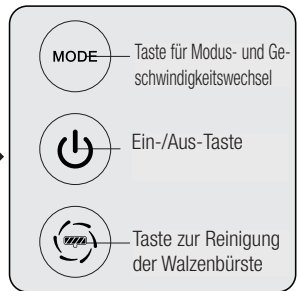 MODE
Taste für Modus- und Ge-
schwindigkeitswechsel
Ein-/Aus-Taste
Taste zur Reinigung
der Walzenbürste